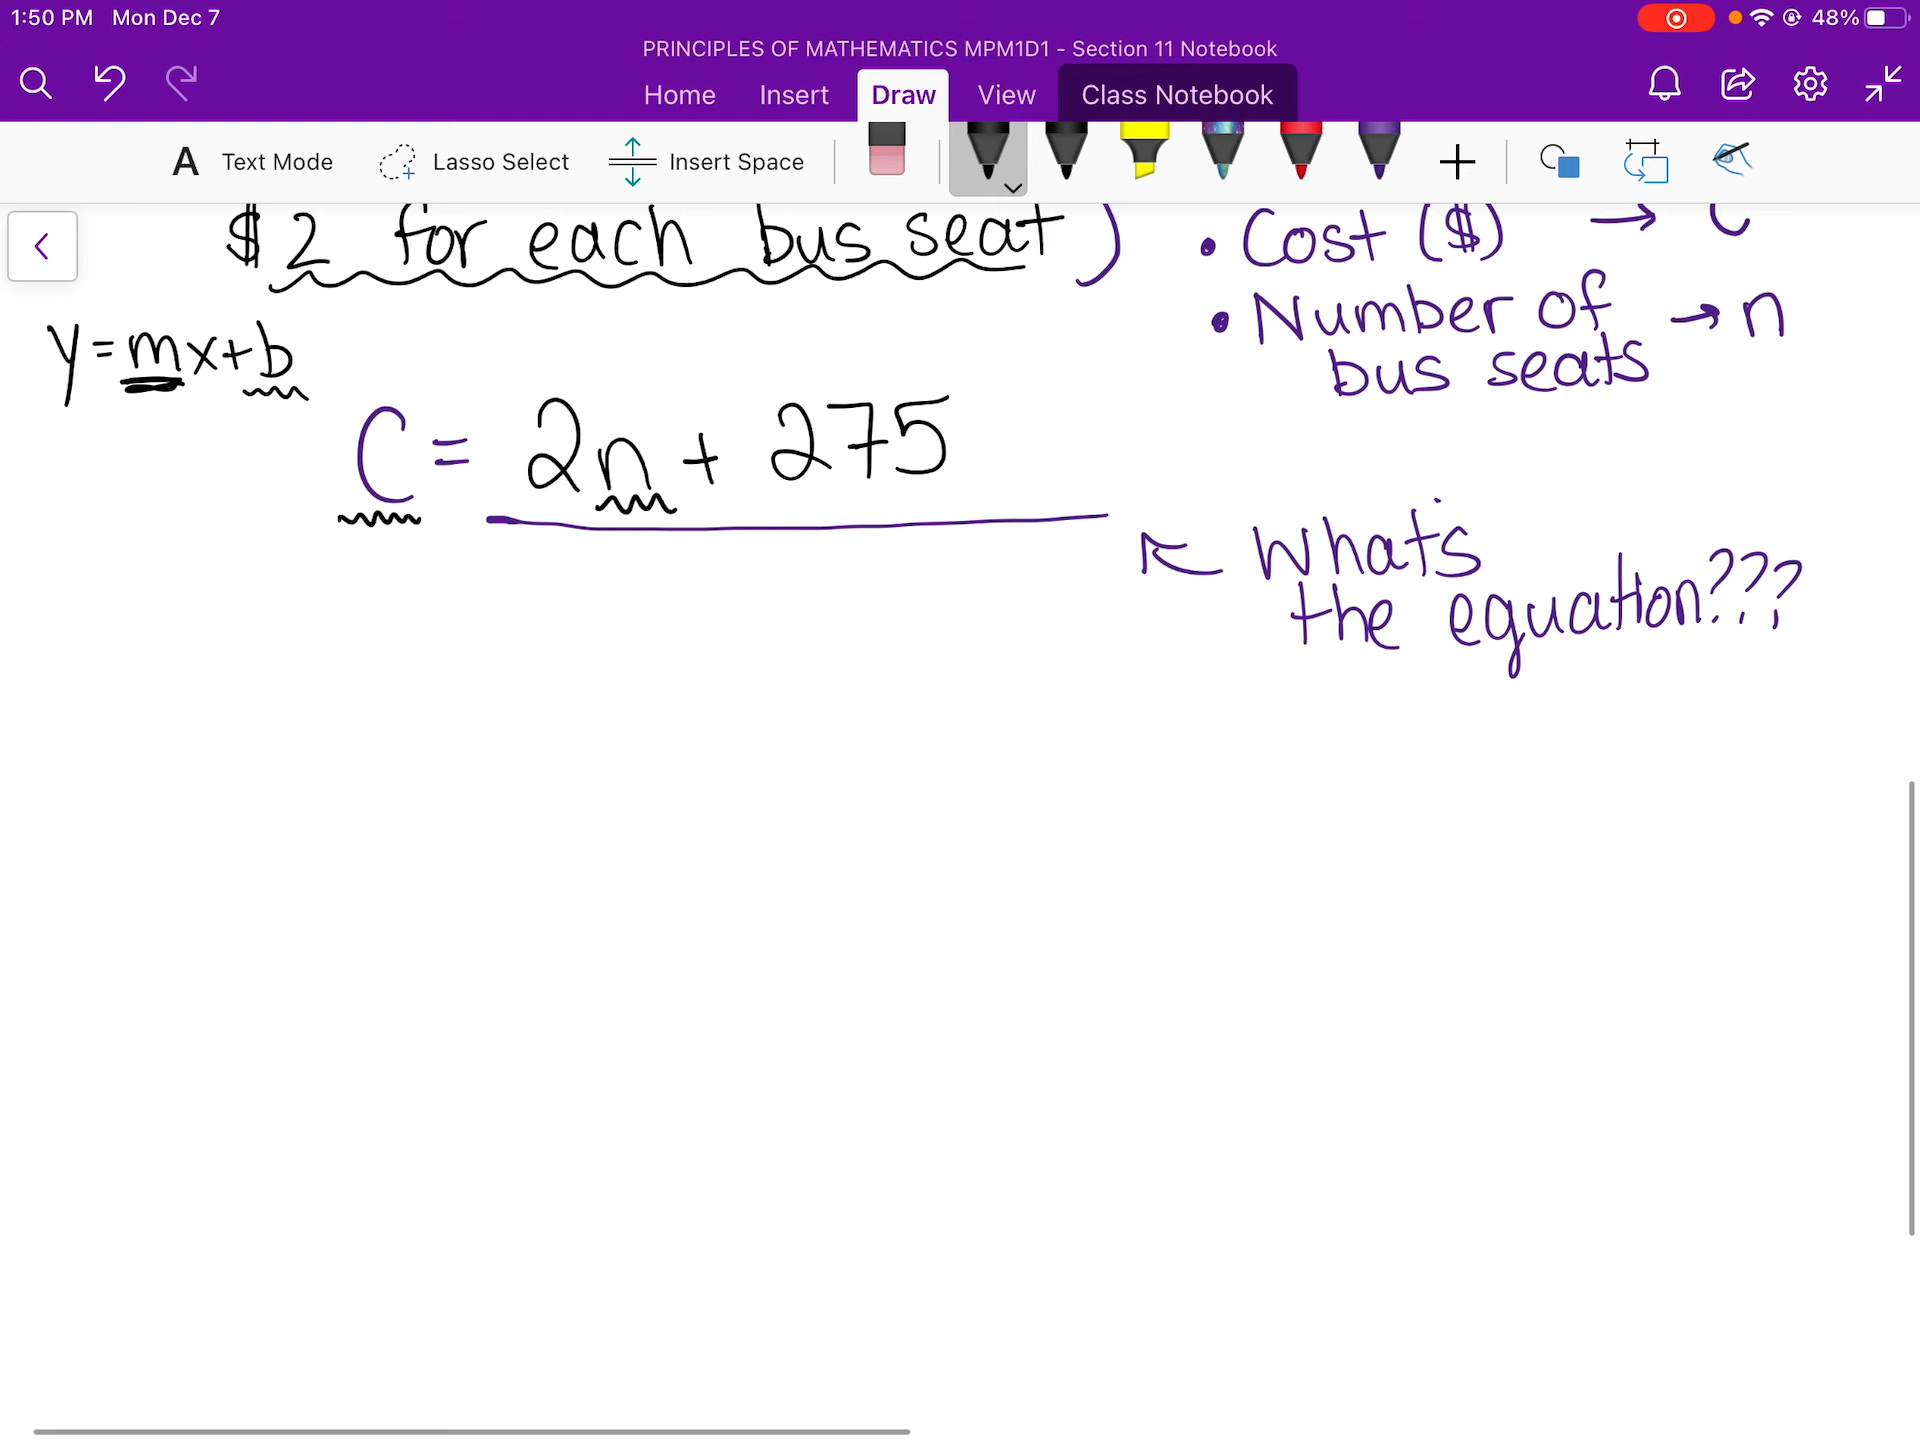 1:50 PM Mon Dec 7
48%
PRINCIPLES OF MATHEMATICS MPM1D1 - Section 11 Notebook
Home Insert Draw View Class Notebook
A Text Mode Lasso Select Insert Space
$2 for each bus seat)
• Cost ($) → C
• Number of → n
bus seats
y=mx+b
C = 2n + 275
What's
the equation???